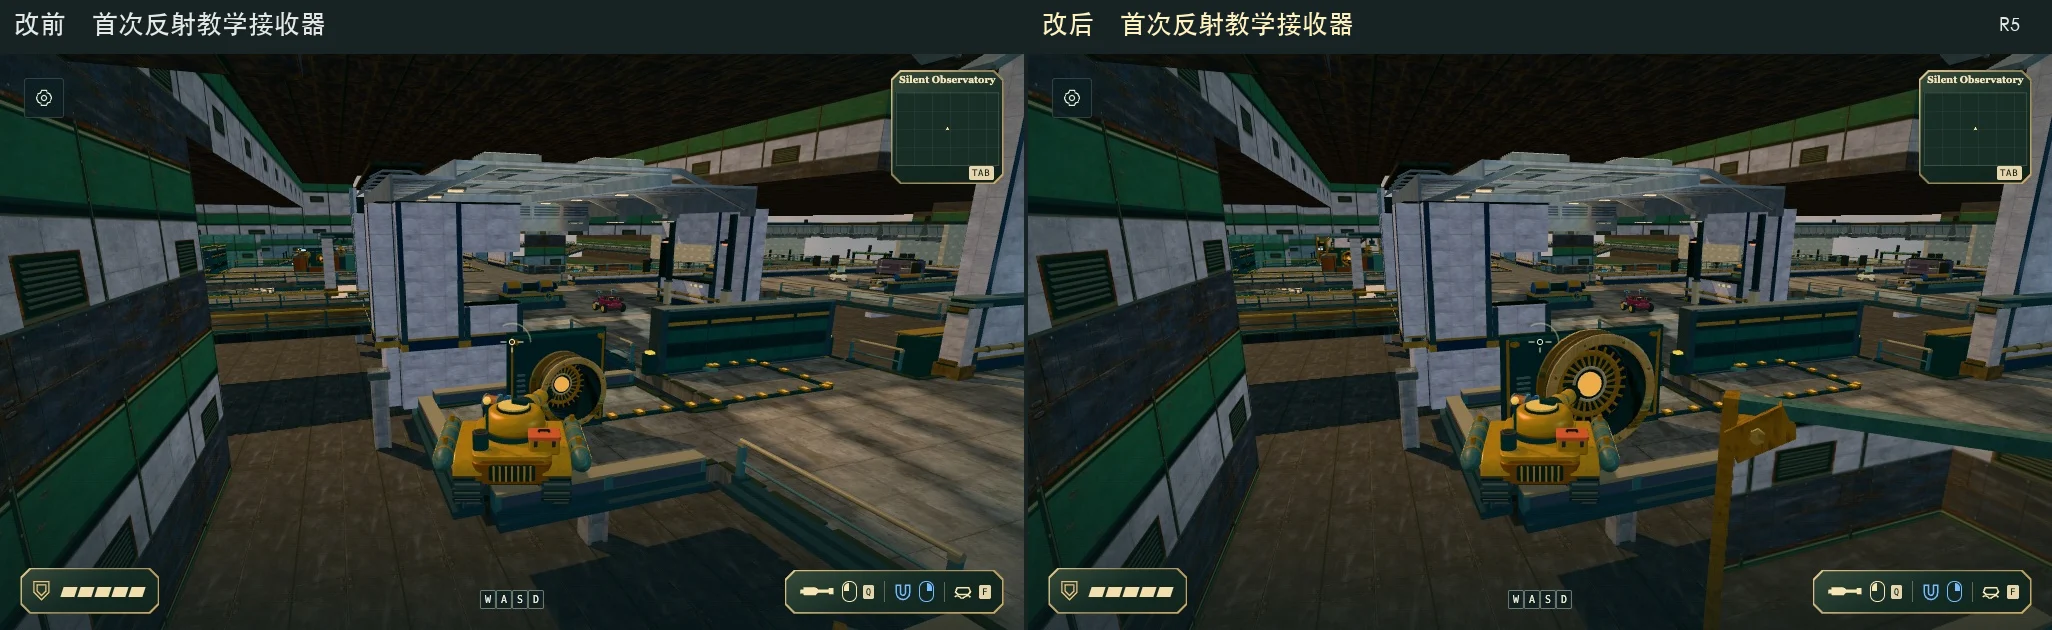 改前 首次反射教学接收器
改后 首次反射教学接收器
R5
Silent Observatory
TAB
Silent Observatory
TAB
W A S D
Q F
W A S D
Q F